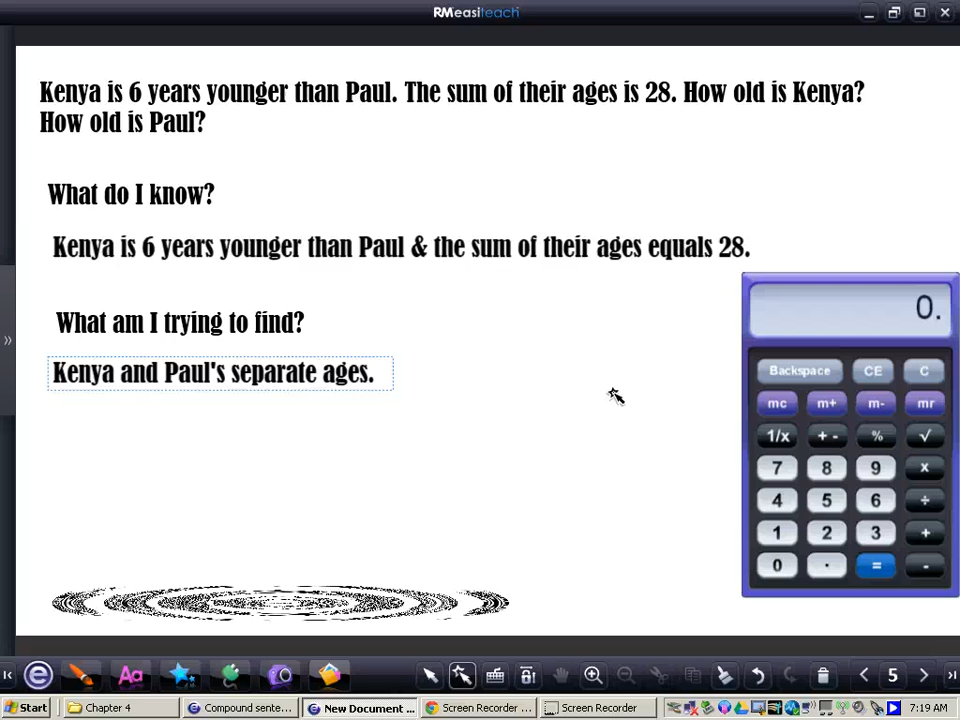 RMeasiteach
Kenya is 6 years younger than Paul. The sum of their ages is 28. How old is Kenya?
How old is Paul?
What do I know?
Kenya is 6 years younger than Paul & the sum of their ages equals 28.
What am I trying to find?
Kenya and Paul's separate ages.
0.
Backspace CE C
mc m+ m- mr
1/x + - % √
7 8 9 x
4 5 6 ÷
1 2 3 +
0 . = -
e Aa 5
Start Chapter 4 Compound sente... New Document ... Screen Recorder ... Screen Recorder 7:19 AM